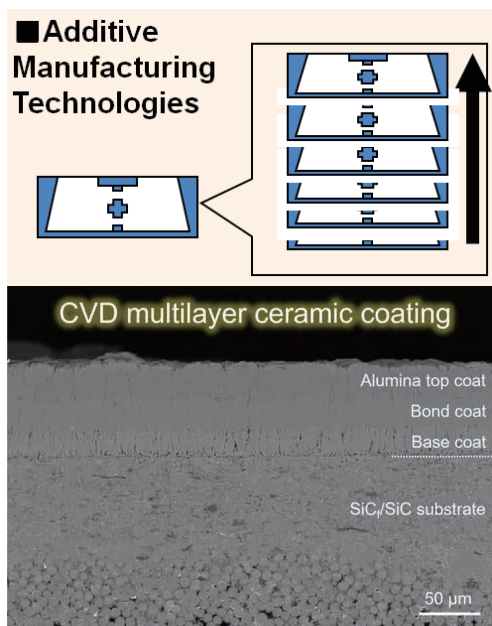 ■Additive
Manufacturing
Technologies
CVD multilayer ceramic coating
Alumina top coat
Bond coat
Base coat
SiCf/SiC substrate
50 μm